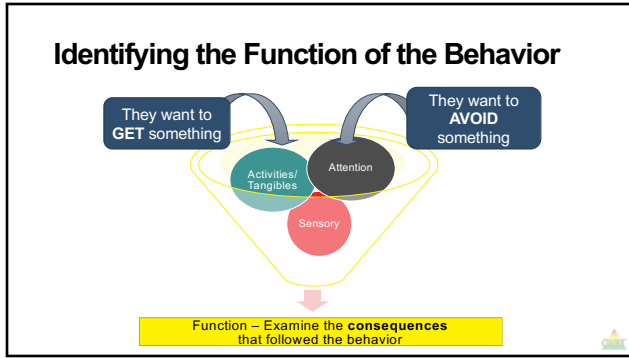 Identifying the Function of the Behavior
They want to
GET something
They want to
AVOID
something
Activities/
Tangibles
Attention
Sensory
Function – Examine the consequences
that followed the behavior